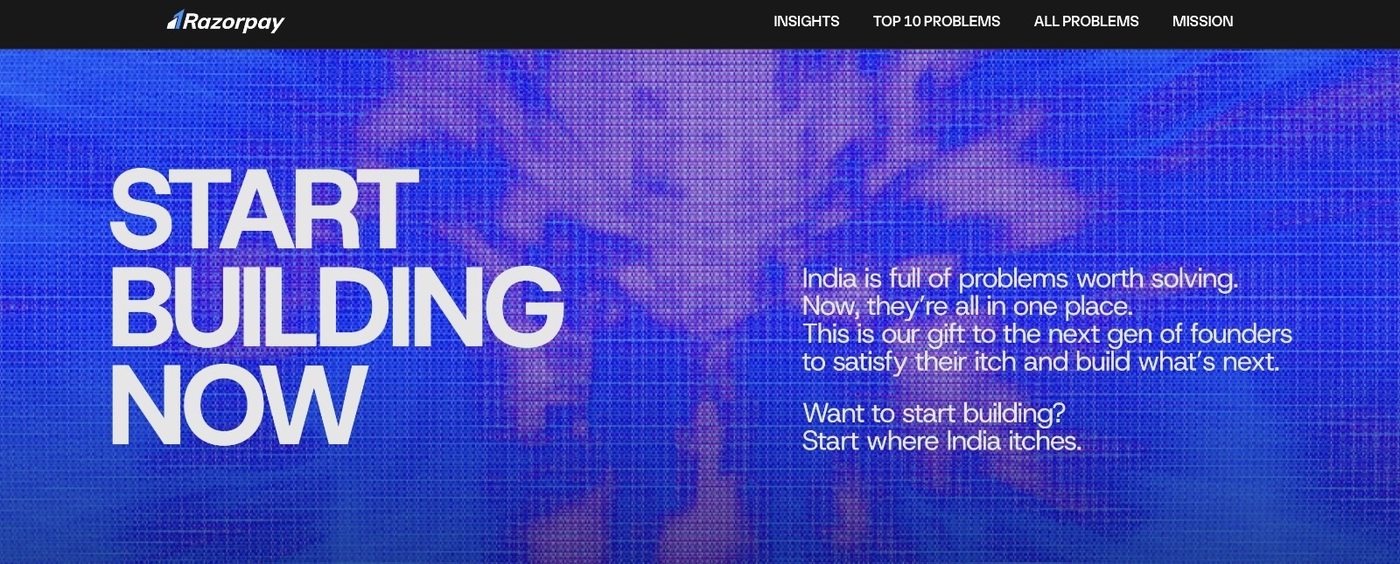 Razorpay
INSIGHTS
TOP 10 PROBLEMS
ALL PROBLEMS
MISSION
START
BUILDING
NOW
India is full of problems worth solving.
Now, they're all in one place.
This is our gift to the next gen of founders
to satisfy their itch and build what's next.
Want to start building?
Start where India itches.